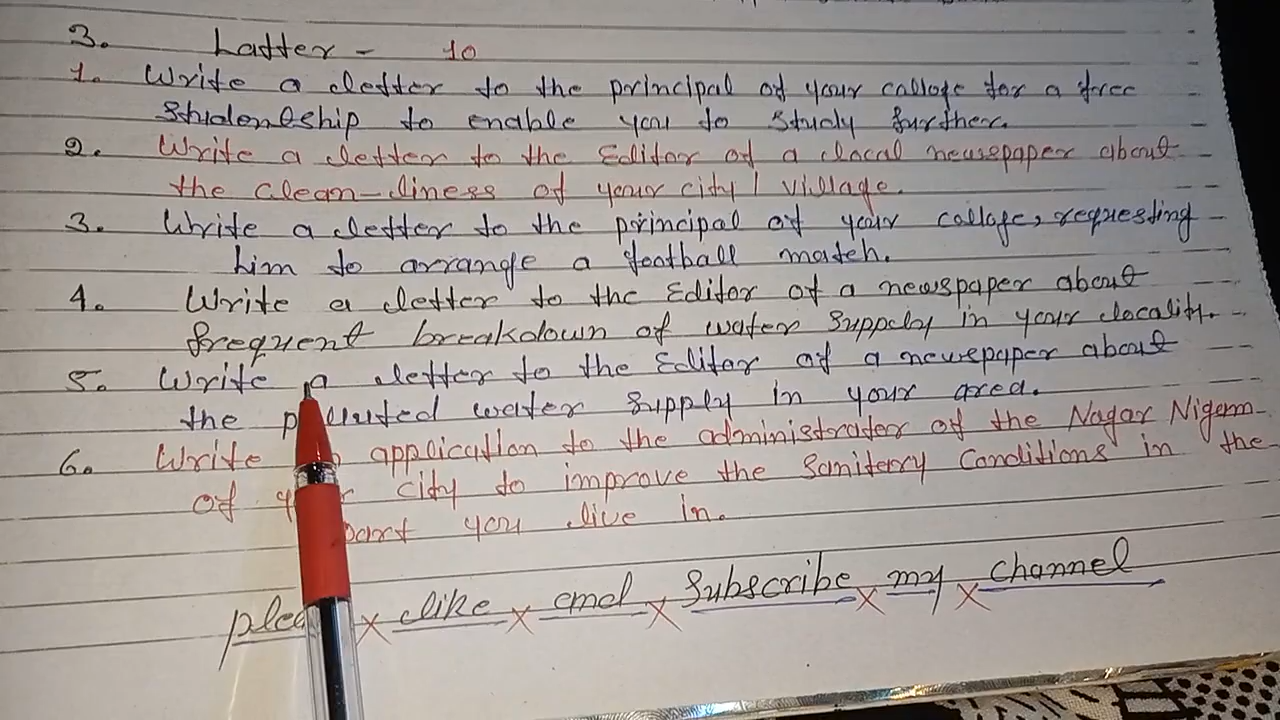 3. Latter - 10
1. Write a letter to the principal of your collage for a free
studentship to enable you to study further.
2. Write a letter to the Editor of a local newspaper about
the clean-liness of your city / village.
3. Write a letter to the principal of your collage, requesting
him to arrange a football match.
4. Write a letter to the Editor of a newspaper about
frequent breakdown of water supply in your locality.
5. Write a letter to the Editor of a newspaper about
the polluted water supply in your area.
6. Write application to the administrater of the Nagar Nigam
of your city to improve the Sanitery Conditions in the
part you live in.
like and Subscribe my channel